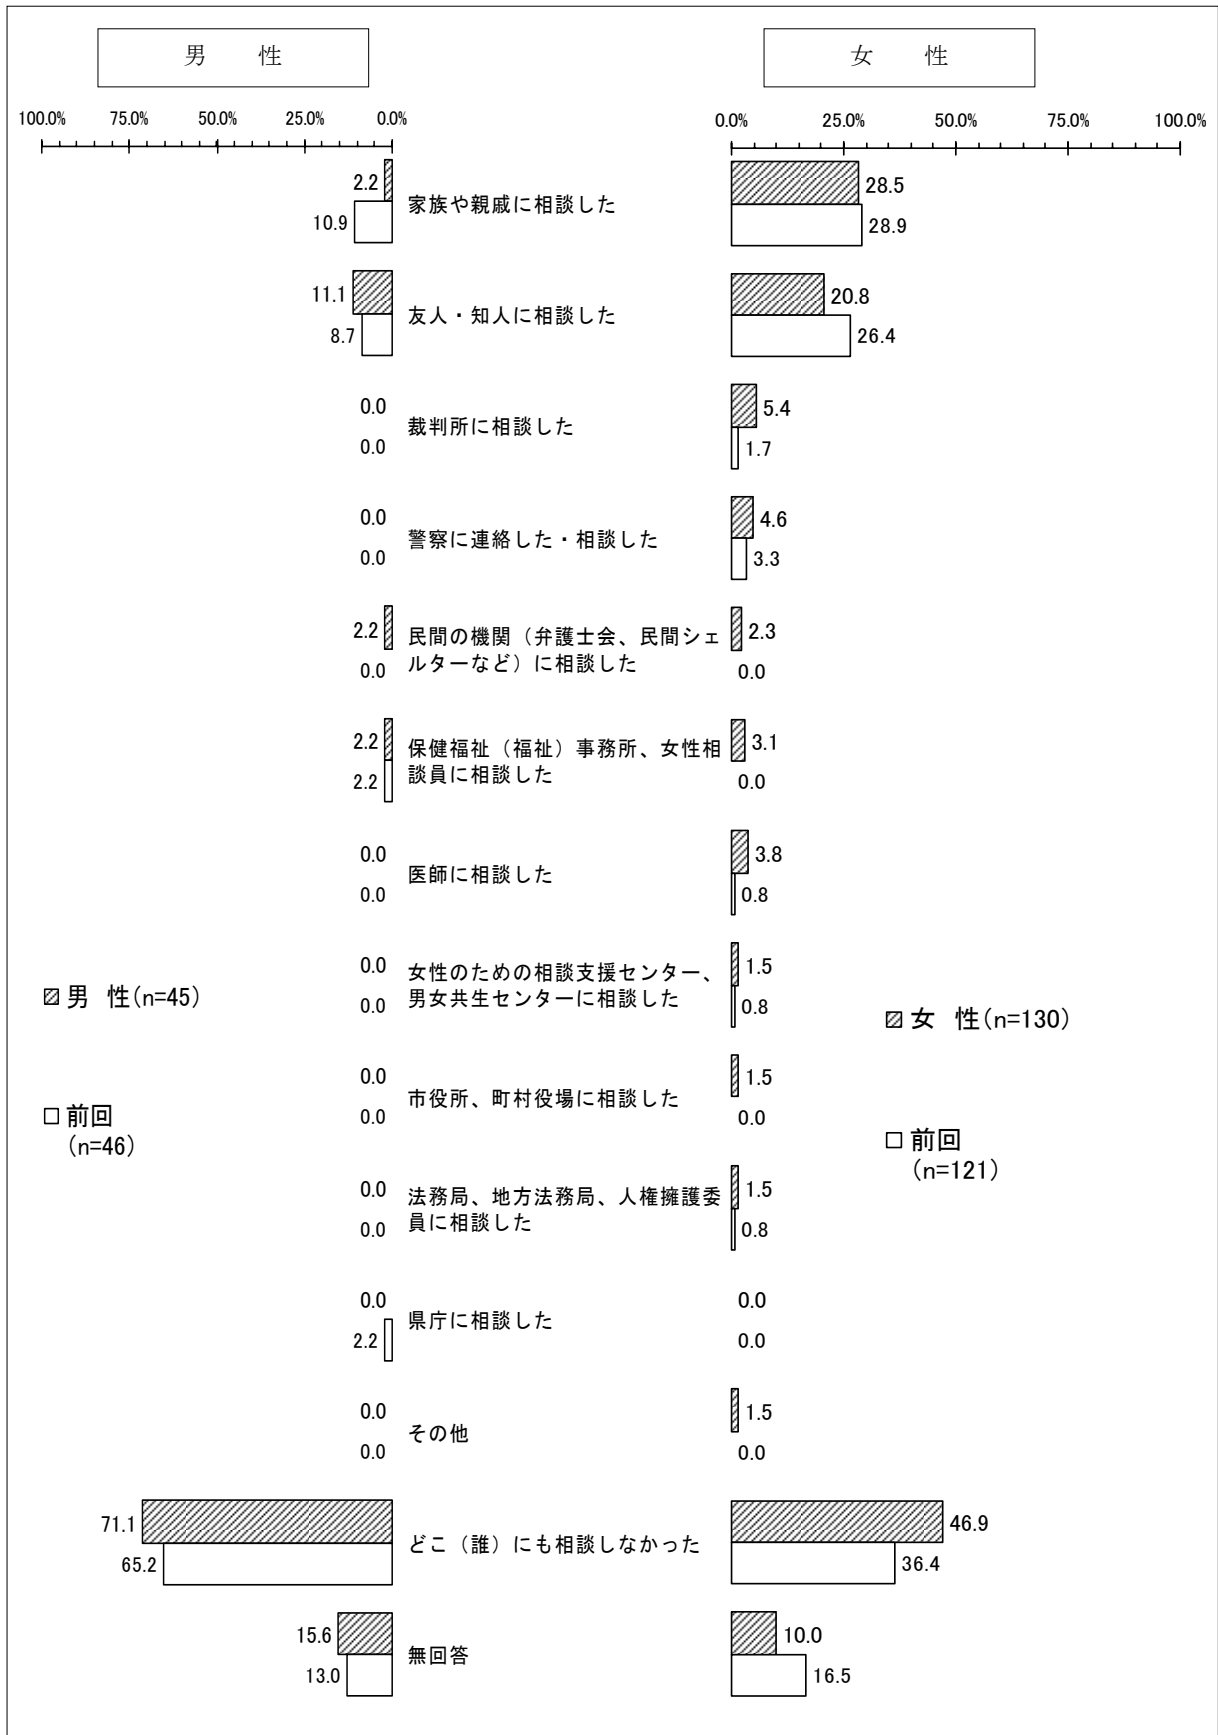 男　性
女　性
100.0% 75.0% 50.0% 25.0% 0.0%
0.0% 25.0% 50.0% 75.0% 100.0%
2.2
10.9
家族や親戚に相談した
28.5
28.9
11.1
8.7
友人・知人に相談した
20.8
26.4
0.0
0.0
裁判所に相談した
5.4
1.7
0.0
0.0
警察に連絡した・相談した
4.6
3.3
2.2
0.0
民間の機関（弁護士会、民間シェ
ルターなど）に相談した
2.3
0.0
2.2
2.2
保健福祉（福祉）事務所、女性相
談員に相談した
3.1
0.0
0.0
0.0
医師に相談した
3.8
0.8
0.0
0.0
女性のための相談支援センター、
男女共生センターに相談した
1.5
0.8
0.0
0.0
市役所、町村役場に相談した
1.5
0.0
0.0
0.0
法務局、地方法務局、人権擁護委
員に相談した
1.5
0.8
0.0
2.2
県庁に相談した
0.0
0.0
0.0
0.0
その他
1.5
0.0
71.1
65.2
どこ（誰）にも相談しなかった
46.9
36.4
15.6
13.0
無回答
10.0
16.5
男　性(n=45)
前回
(n=46)
女　性(n=130)
前回
(n=121)